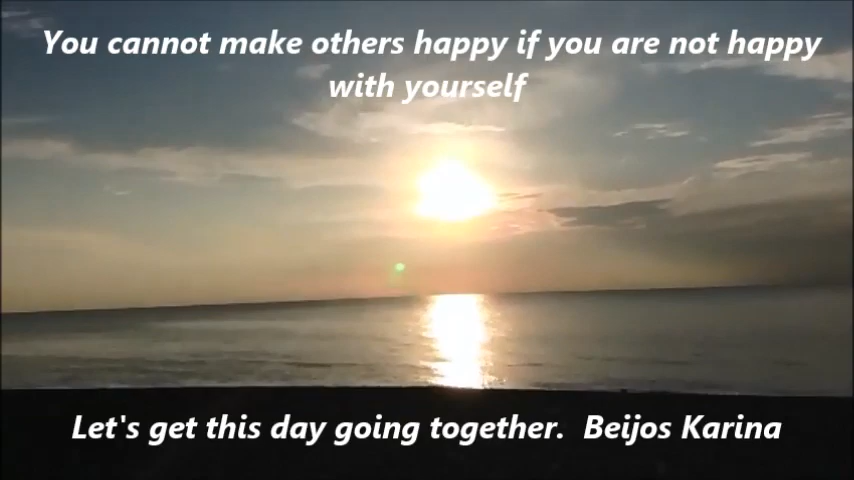 You cannot make others happy if you are not happy
with yourself
Let's get this day going together.  Beijos Karina